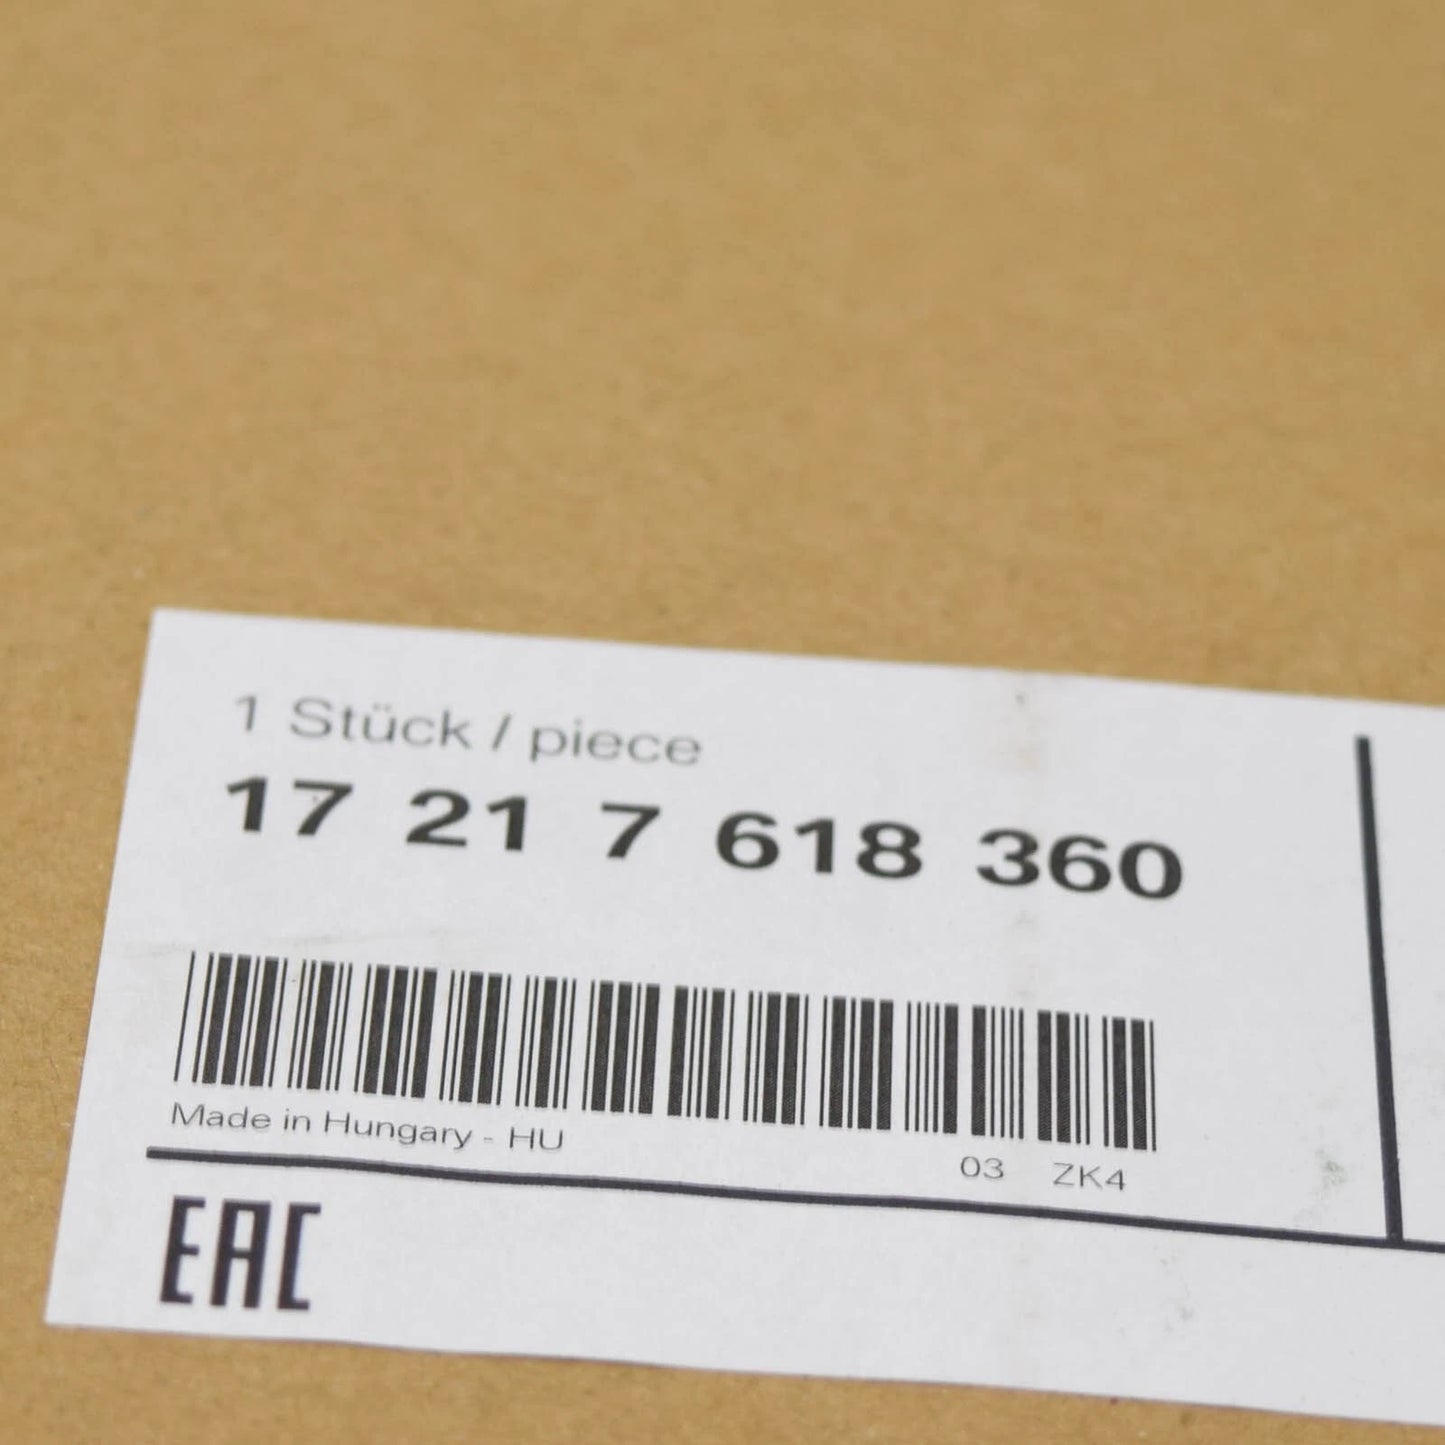 1 Stück / piece
17 21 7 618 360
Made in Hungary - HU
03 ZK4
EAC